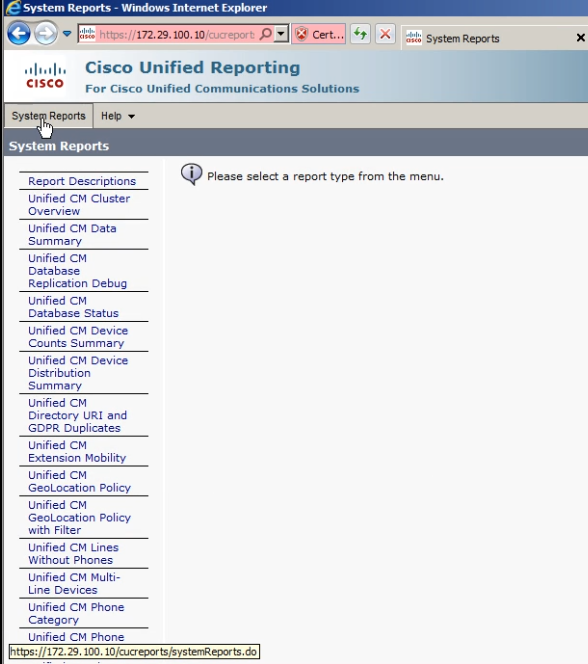 System Reports - Windows Internet Explorer
https://172.29.100.10/cucreport:
Cert...
System Reports
CISCO
Cisco Unified Reporting
For Cisco Unified Communications Solutions
System Reports
Help
System Reports
Please select a report type from the menu.
Report Descriptions
Unified CM Cluster
Overview
Unified CM Data
Summary
Unified CM
Database
Replication Debug
Unified CM
Database Status
Unified CM Device
Counts Summary
Unified CM Device
Distribution
Summary
Unified CM
Directory URI and
GDPR Duplicates
Unified CM
Extension Mobility
Unified CM
GeoLocation Policy
Unified CM
GeoLocation Policy
with Filter
Unified CM Lines
Without Phones
Unified CM Multi-
Line Devices
Unified CM Phone
Category
Unified CM Phone
https://172.29.100.10/cucreports/systemReports.do